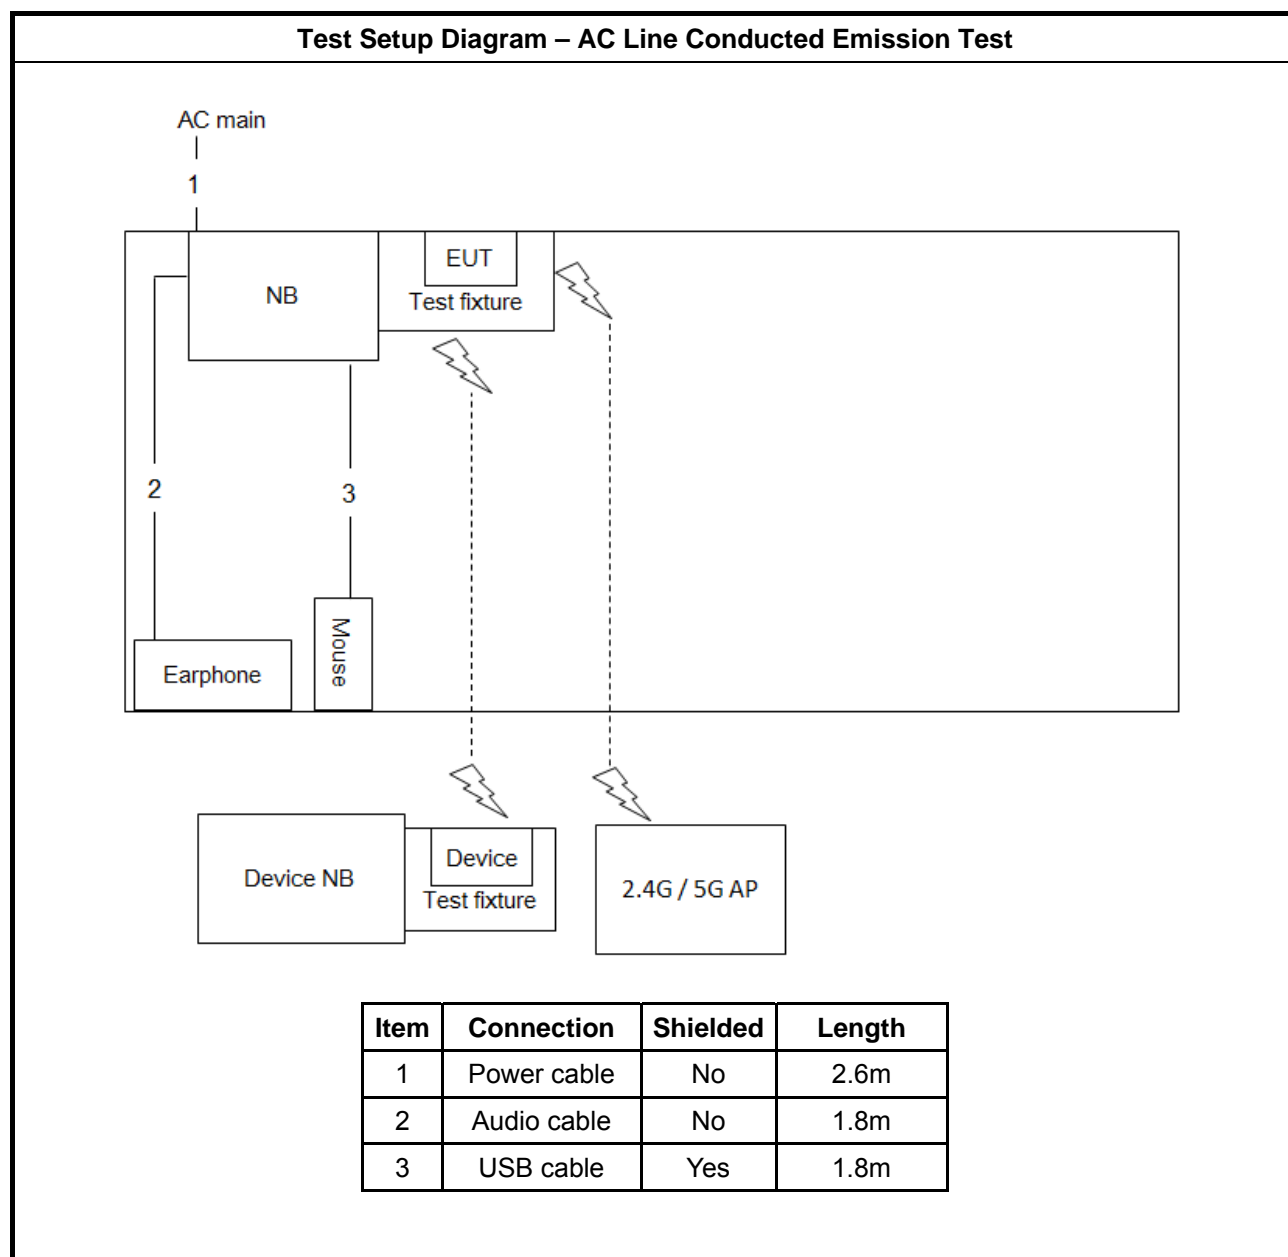 Test Setup Diagram – AC Line Conducted Emission Test
AC main
1
EUT
NB
Test fixture
2
3
Mouse
Earphone
Device
Device NB
Test fixture
2.4G / 5G AP
Item Connection Shielded Length
1 Power cable No 2.6m
2 Audio cable No 1.8m
3 USB cable Yes 1.8m